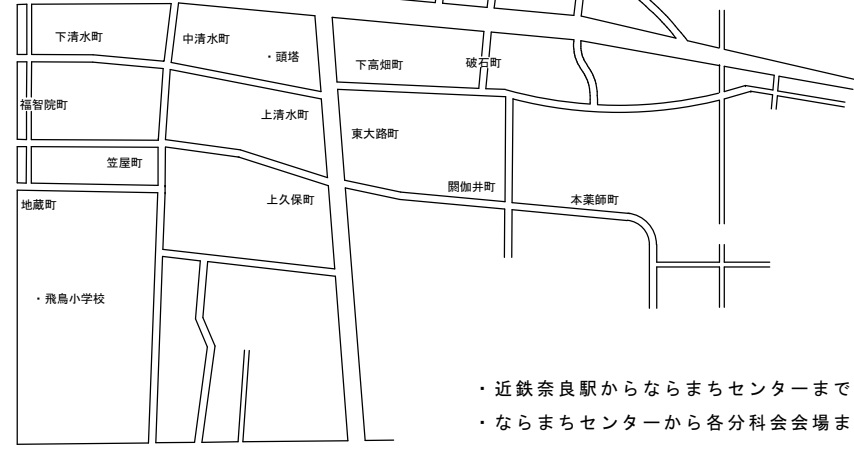 下清水町
中清水町
・頭塔
下高畑町
破石町
福智院町
上清水町
東大路町
笠屋町
閼伽井町
地蔵町
上久保町
本薬師町
・飛鳥小学校
・近鉄奈良駅からならまちセンターまで
・ならまちセンターから各分科会会場ま